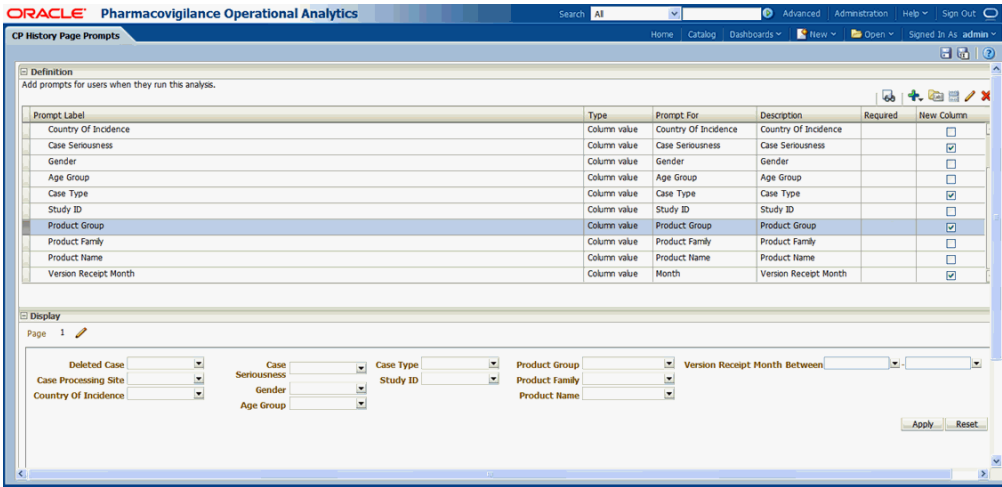 ORACLE Pharmacovigilance Operational Analytics Search All Advanced Administration Help Sign Out
CP History Page Prompts Home Catalog Dashboards New Open Signed In As admin
Definition
Add prompts for users when they run this analysis.
Prompt Label Type Prompt For Description Required New Column
Country Of Incidence Column value Country Of Incidence Country Of Incidence
Case Seriousness Column value Case Seriousness Case Seriousness
Gender Column value Gender Gender
Age Group Column value Age Group Age Group
Case Type Column value Case Type Case Type
Study ID Column value Study ID Study ID
Product Group Column value Product Group Product Group
Product Family Column value Product Family Product Family
Product Name Column value Product Name Product Name
Version Receipt Month Column value Month Version Receipt Month
Display
Page 1
Deleted Case
Case Processing Site
Country Of Incidence
Case
Seriousness
Gender
Age Group
Case Type
Study ID
Product Group
Product Family
Product Name
Version Receipt Month Between -
Apply Reset